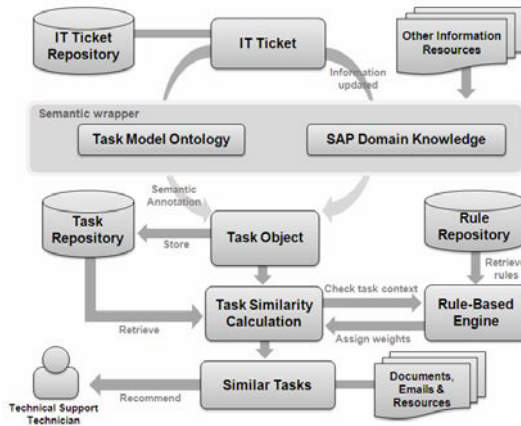 IT Ticket
Repository
IT Ticket
Other Information
Resources
Information
updated
Semantic wrapper
Task Model Ontology
SAP Domain Knowledge
Semantic
Annotation
Task
Repository
Store
Task Object
Rule
Repository
Retrieve
rules
Check task context
Task Similarity
Calculation
Rule-Based
Engine
Retrieve
Assign weights
Similar Tasks
Documents,
Emails &
Resources
Recommend
Technical Support
Technician